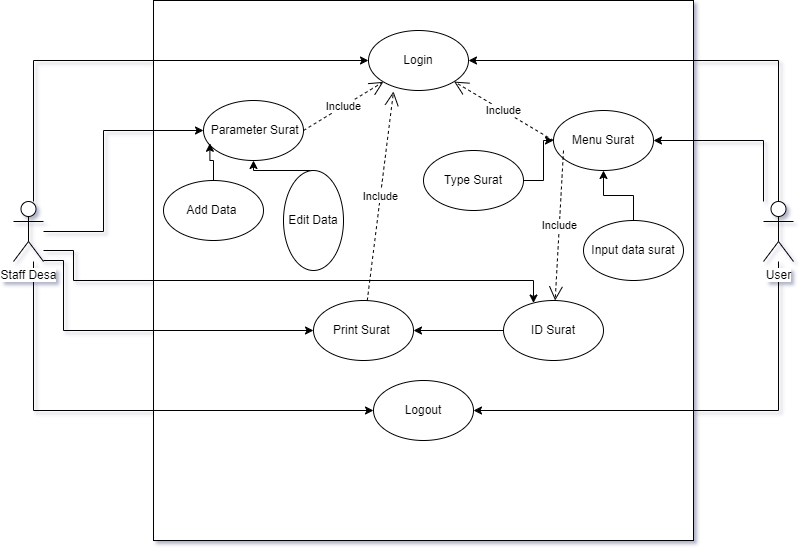 Login
Include
Include
Parameter Surat
Menu Surat
Type Surat
Include
Add Data
Edit Data
Include
Input data surat
Staff Desa
User
Print Surat
ID Surat
Logout